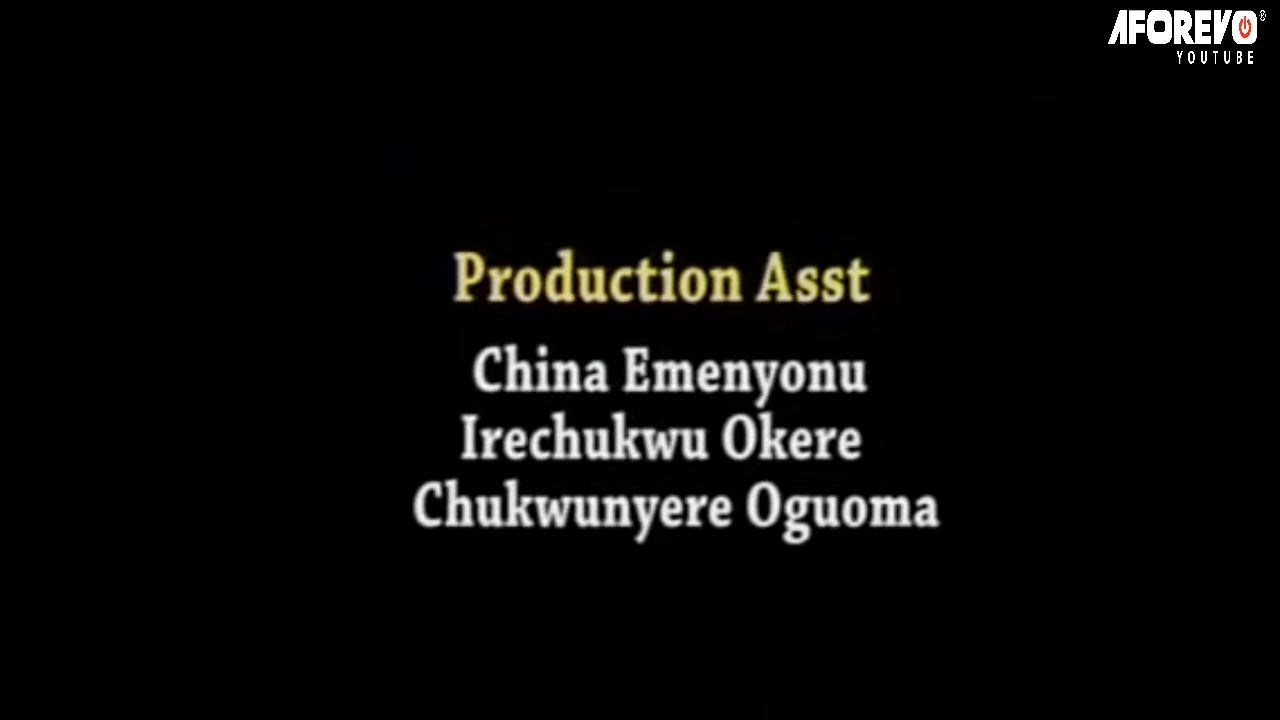 AFOREVO®
YOUTUBE
Production Asst
China Emenyonu
Irechukwu Okere
Chukwunyere Oguoma